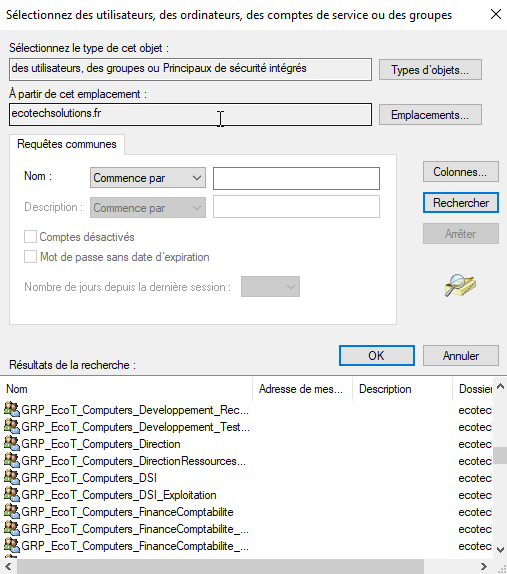 Sélectionnez des utilisateurs, des ordinateurs, des comptes de service ou des groupes
Sélectionnez le type de cet objet :
des utilisateurs, des groupes ou Principaux de sécurité intégrés
Types d'objets...
À partir de cet emplacement :
ecotechsolutions.fr
Emplacements...
Requêtes communes
Nom :
Commence par
Colonnes...
Description :
Commence par
Rechercher
Comptes désactivés
Arrêter
Mot de passe sans date d'expiration
Nombre de jours depuis la dernière session :
OK
Annuler
Résultats de la recherche :
Nom Adresse de mes... Description Dossier
GRP_EcoT_Computers_Developpement_Rec... ecotec
GRP_EcoT_Computers_Developpement_Test... ecotec
GRP_EcoT_Computers_Direction ecotec
GRP_EcoT_Computers_DirectionRessources... ecotec
GRP_EcoT_Computers_DSI ecotec
GRP_EcoT_Computers_DSI_Exploitation ecotec
GRP_EcoT_Computers_FinanceComptabilite ecotec
GRP_EcoT_Computers_FinanceComptabilite_... ecotec
GRP_EcoT_Computers_FinanceComptabilite_... ecotec